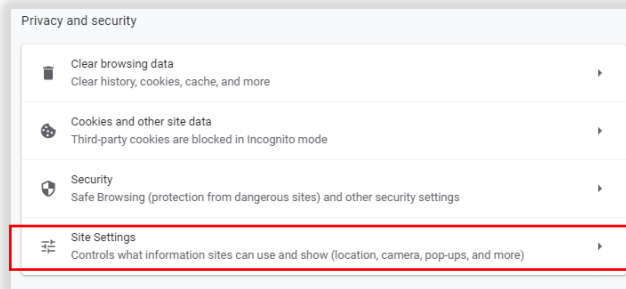 Privacy and security
Clear browsing data
Clear history, cookies, cache, and more
Cookies and other site data
Third-party cookies are blocked in Incognito mode
Security
Safe Browsing (protection from dangerous sites) and other security settings
Site Settings
Controls what information sites can use and show (location, camera, pop-ups, and more)